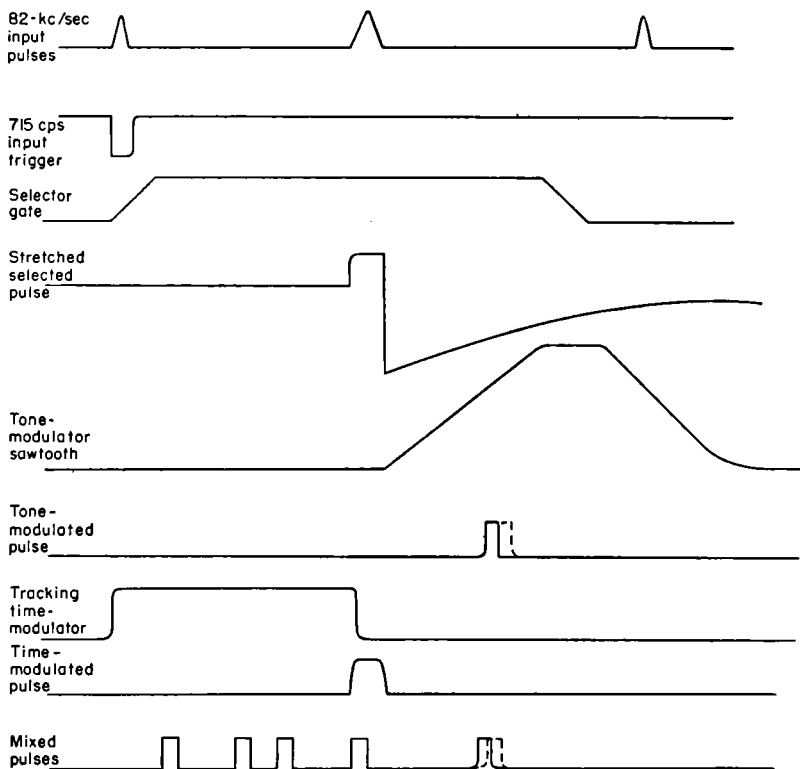 82-kc/sec
input
pulses
715 cps
input
trigger
Selector
gate
Stretched
selected
pulse
Tone-
modulator
sawtooth
Tone-
modulated
pulse
Tracking
time-
modulator
Time-
modulated
pulse
Mixed
pulses